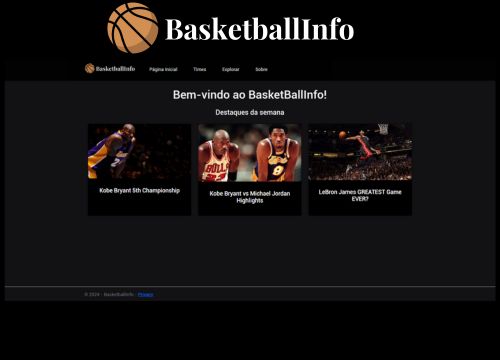 BasketballInfo
BasketballInfo Página Inicial Times Explorar Sobre
Bem-vindo ao BasketBallInfo!
Destaques da semana
Kobe Bryant 5th Championship
Kobe Bryant vs Michael Jordan
Highlights
LeBron James GREATEST Game
EVER?
© 2024 - BasketballInfo - Privacy